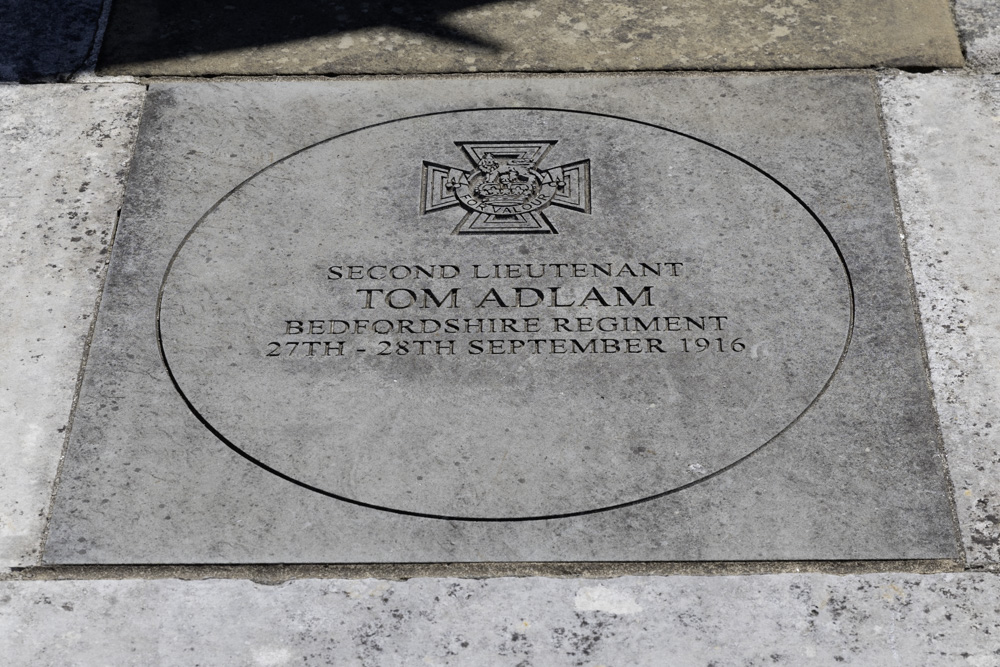 FOR VALOUR
SECOND LIEUTENANT
TOM ADLAM
BEDFORDSHIRE REGIMENT
27TH - 28TH SEPTEMBER 1916